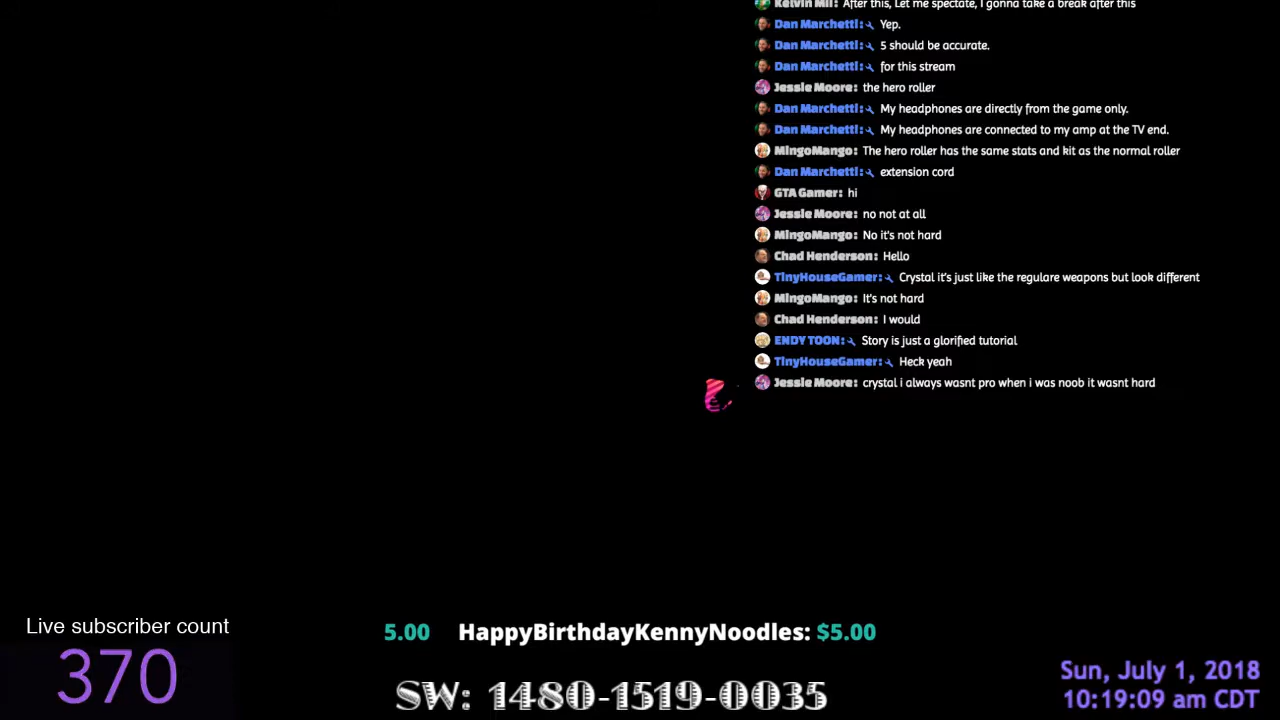 Kelvin Mii: After this, Let me spectate, I gonna take a break after this
Dan Marchetti: Yep.
Dan Marchetti: 5 should be accurate.
Dan Marchetti: for this stream
Jessie Moore: the hero roller
Dan Marchetti: My headphones are directly from the game only.
Dan Marchetti: My headphones are connected to my amp at the TV end.
MingoMango: The hero roller has the same stats and kit as the normal roller
Dan Marchetti: extension cord
GTA Gamer: hi
Jessie Moore: no not at all
MingoMango: No it's not hard
Chad Henderson: Hello
TinyHouseGamer: Crystal it's just like the regulare weapons but look different
MingoMango: It's not hard
Chad Henderson: I would
ENDY TOON: Story is just a glorified tutorial
TinyHouseGamer: Heck yeah
Jessie Moore: crystal i always wasnt pro when i was noob it wasnt hard
Live subscriber count
370
5.00 HappyBirthdayKennyNoodles: $5.00
SW: 1480-1519-0035
Sun, July 1, 2018
10:19:09 am CDT